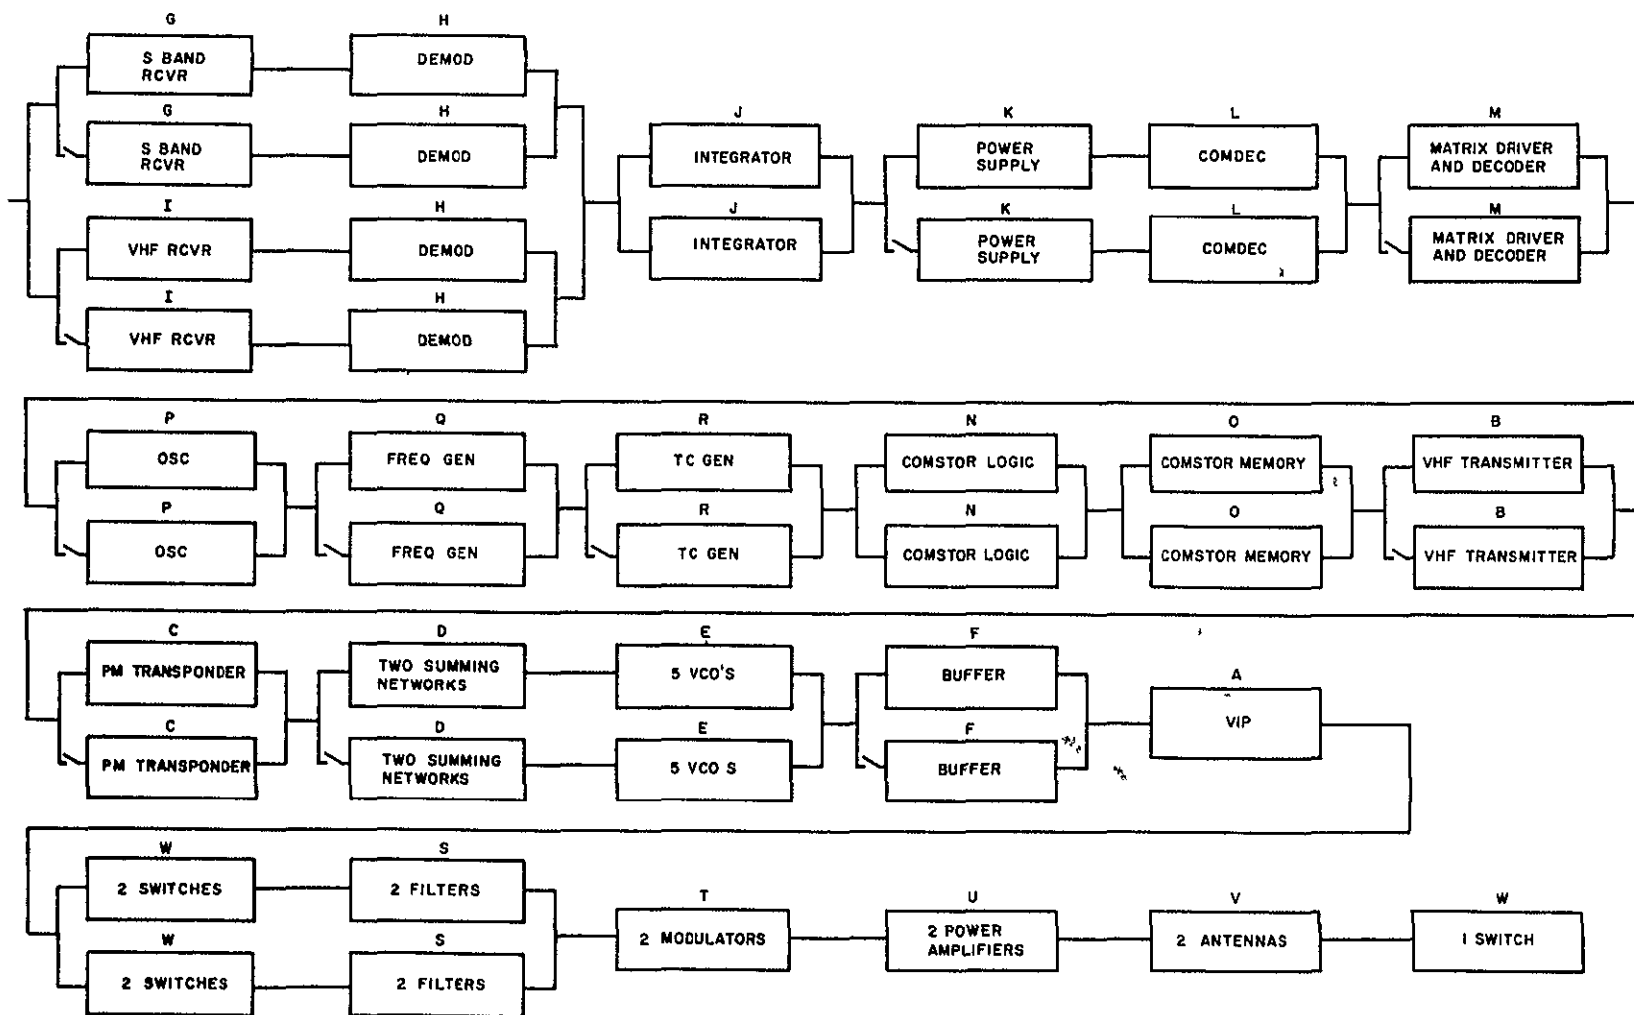 G
H
S BAND
RCVR
DEMOD
G
H
J
K
L
M
S BAND
RCVR
DEMOD
INTEGRATOR
POWER
SUPPLY
COMDEC
MATRIX DRIVER
AND DECODER
I
H
J
K
L
M
VHF RCVR
DEMOD
INTEGRATOR
POWER
SUPPLY
COMDEC
MATRIX DRIVER
AND DECODER
I
H
VHF RCVR
DEMOD
P
Q
R
N
O
B
OSC
FREQ GEN
TC GEN
COMSTOR LOGIC
COMSTOR MEMORY
VHF TRANSMITTER
P
Q
R
N
O
B
OSC
FREQ GEN
TC GEN
COMSTOR LOGIC
COMSTOR MEMORY
VHF TRANSMITTER
C
D
E
F
A
PM TRANSPONDER
TWO SUMMING
NETWORKS
5 VCO'S
BUFFER
VIP
C
D
E
F
PM TRANSPONDER
TWO SUMMING
NETWORKS
5 VCO S
BUFFER
W
S
2 SWITCHES
2 FILTERS
T
U
V
W
2 MODULATORS
2 POWER
AMPLIFIERS
2 ANTENNAS
1 SWITCH
W
S
2 SWITCHES
2 FILTERS